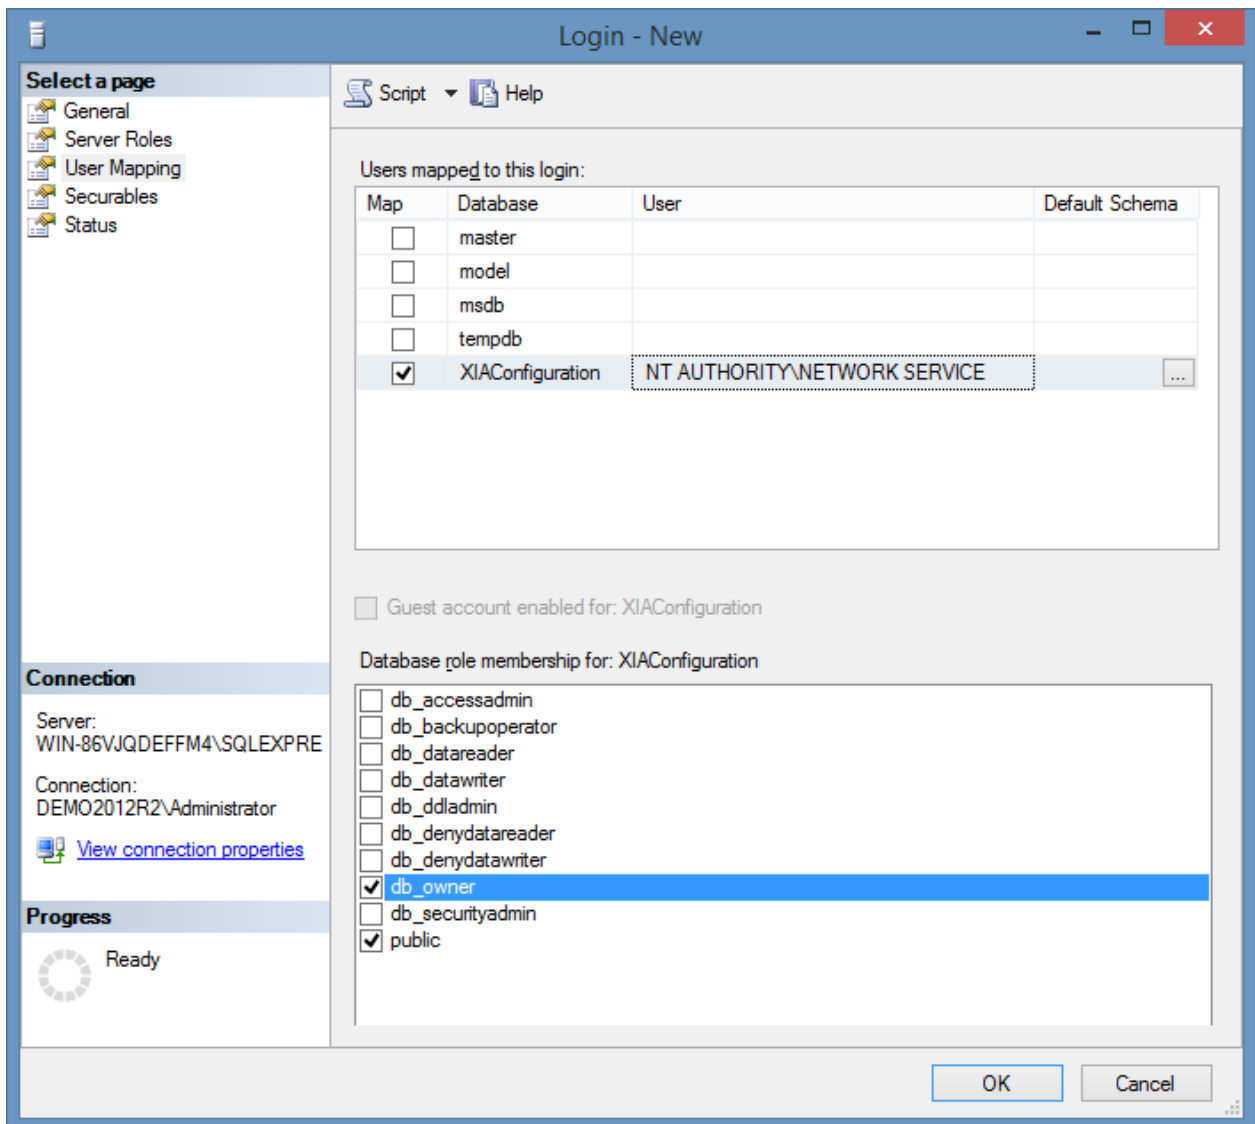 Login - New
Select a page
General
Server Roles
User Mapping
Securables
Status
Script Help
Users mapped to this login:
Map Database User Default Schema
master
model
msdb
tempdb
XIAConfiguration NT AUTHORITY\NETWORK SERVICE ...
Guest account enabled for: XIAConfiguration
Database role membership for: XIAConfiguration
db_accessadmin
db_backupoperator
db_datareader
db_datawriter
db_ddladmin
db_denydatareader
db_denydatawriter
db_owner
db_securityadmin
public
Connection
Server:
WIN-86VJQDEFFM4\SQLEXPRE
Connection:
DEMO2012R2\Administrator
View connection properties
Progress
Ready
OK Cancel